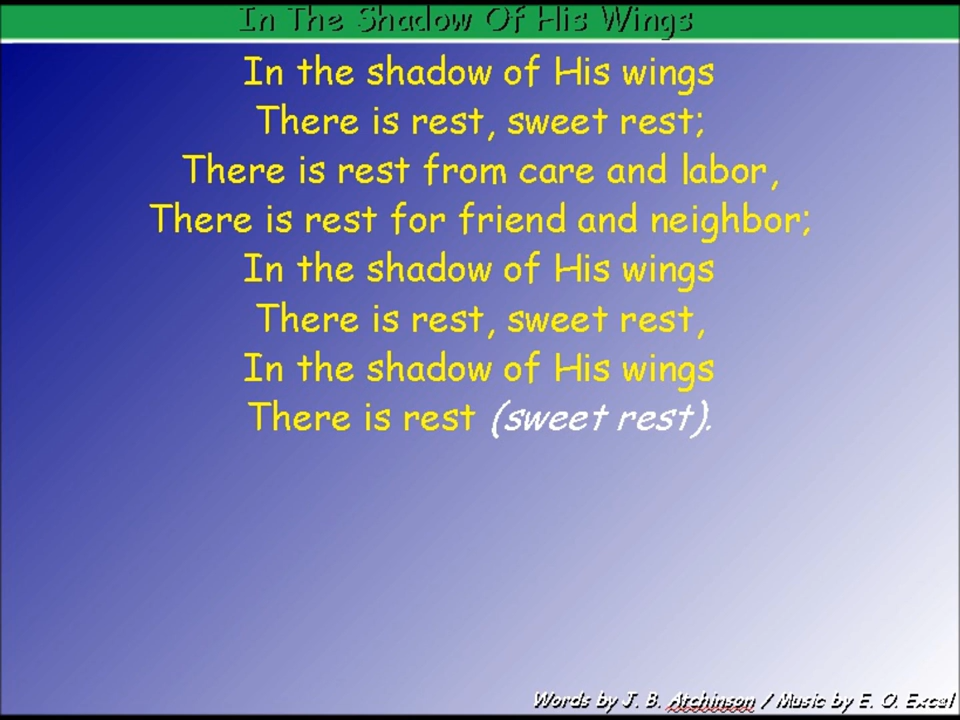 In The Shadow Of His Wings
In the shadow of His wings
There is rest, sweet rest;
There is rest from care and labor,
There is rest for friend and neighbor;
In the shadow of His wings
There is rest, sweet rest,
In the shadow of His wings
There is rest (sweet rest).
Words by J. B. Atchinson / Music by E. O. Excel